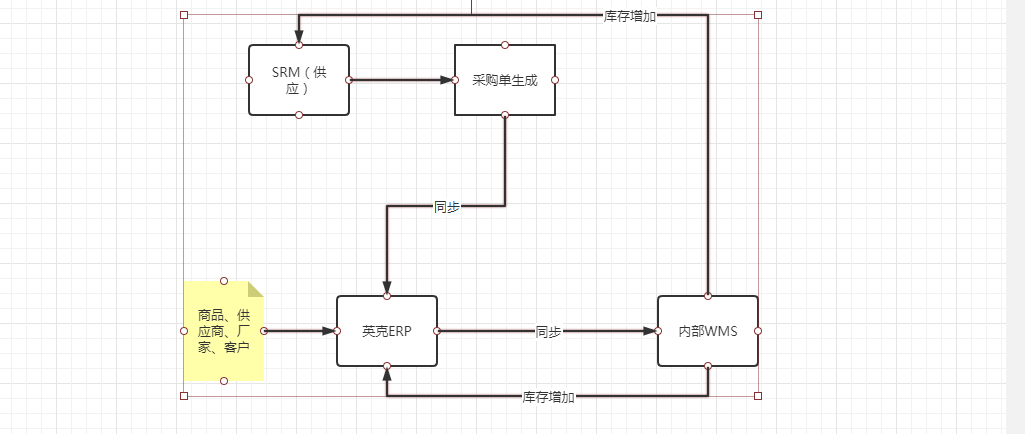 库存增加
SRM（供
应）
采购单生成
同步
商品、供
应商、厂
家、客户
英克ERP
同步
内部WMS
库存增加